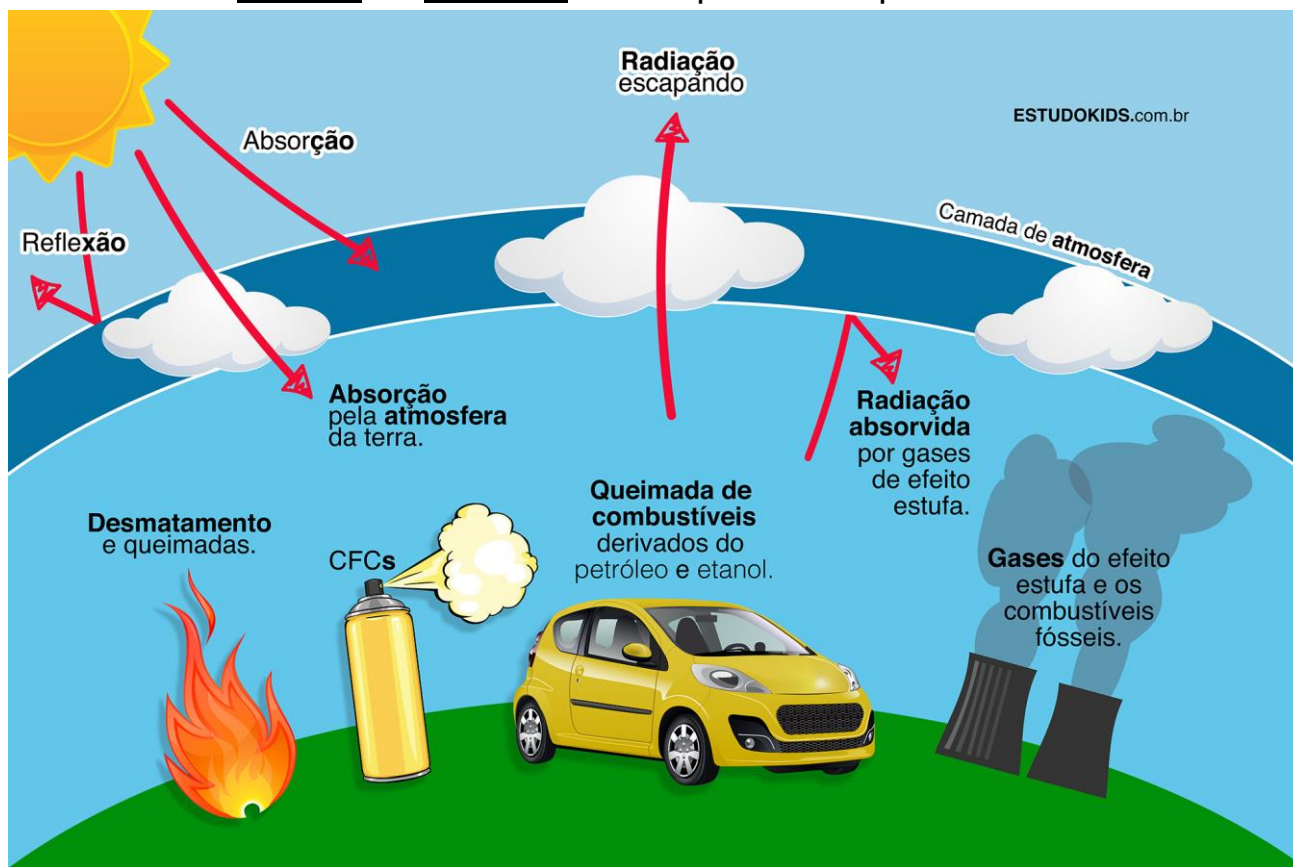 Radiação
escapando
ESTUDOKIDS.com.br
Absorção
Reflexão
Camada de atmosfera
Absorção
pela atmosfera
da terra.
Radiação
absorvida
por gases
de efeito
estufa.
Desmatamento
e queimadas.
CFCs
Queimada de
combustíveis
derivados do
petróleo e etanol.
Gases do efeito
estufa e os
combustíveis
fósseis.